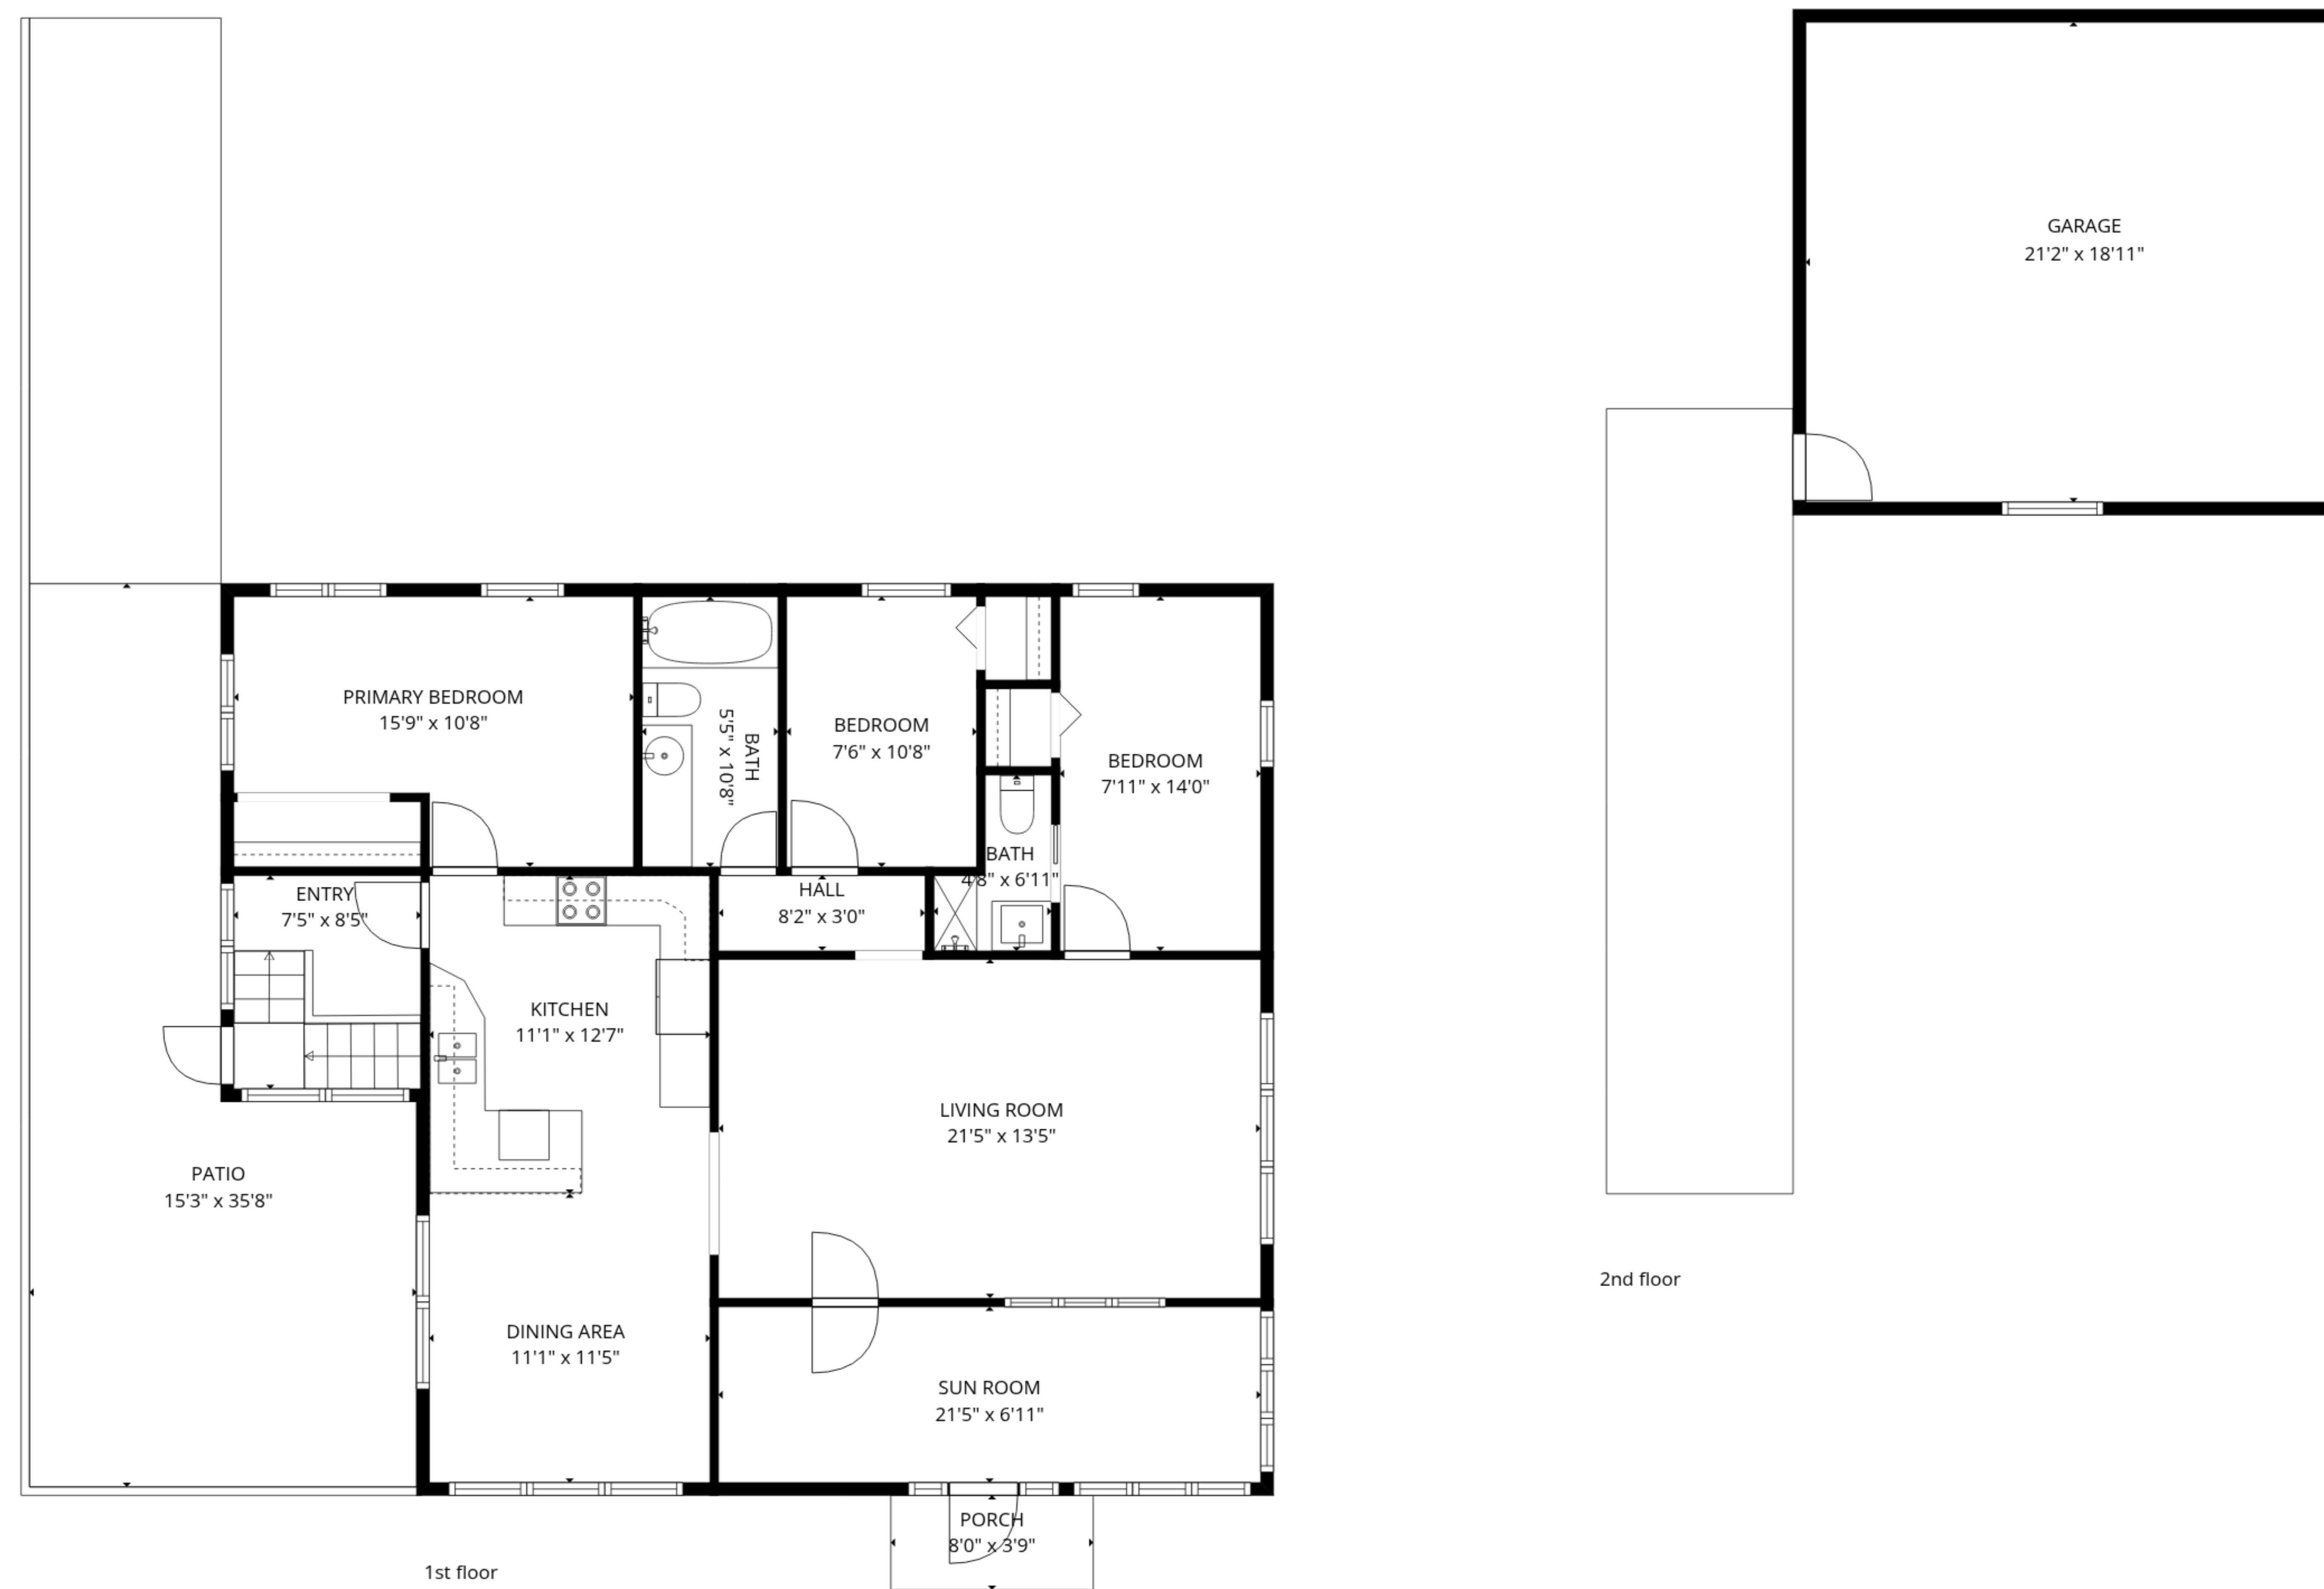 GARAGE
21'2" x 18'11"
PRIMARY BEDROOM
15'9" x 10'8"
BATH
5'5" x 10'8"
BEDROOM
7'6" x 10'8"
BEDROOM
7'11" x 14'0"
BATH
4'8" x 6'11"
ENTRY
7'5" x 8'5"
HALL
8'2" x 3'0"
KITCHEN
11'1" x 12'7"
LIVING ROOM
21'5" x 13'5"
PATIO
15'3" x 35'8"
2nd floor
DINING AREA
11'1" x 11'5"
SUN ROOM
21'5" x 6'11"
PORCH
8'0" x 3'9"
1st floor